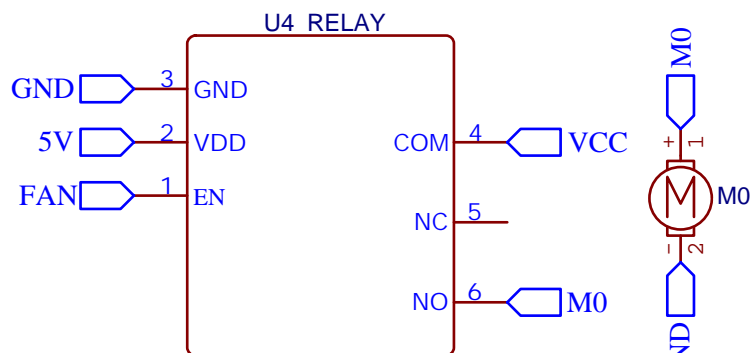 U4 RELAY
GND 3 GND
5V 2 VDD
FAN 1 EN
COM 4 VCC
NC 5
NO 6 M0
M0
+ 1
M M0
- 2